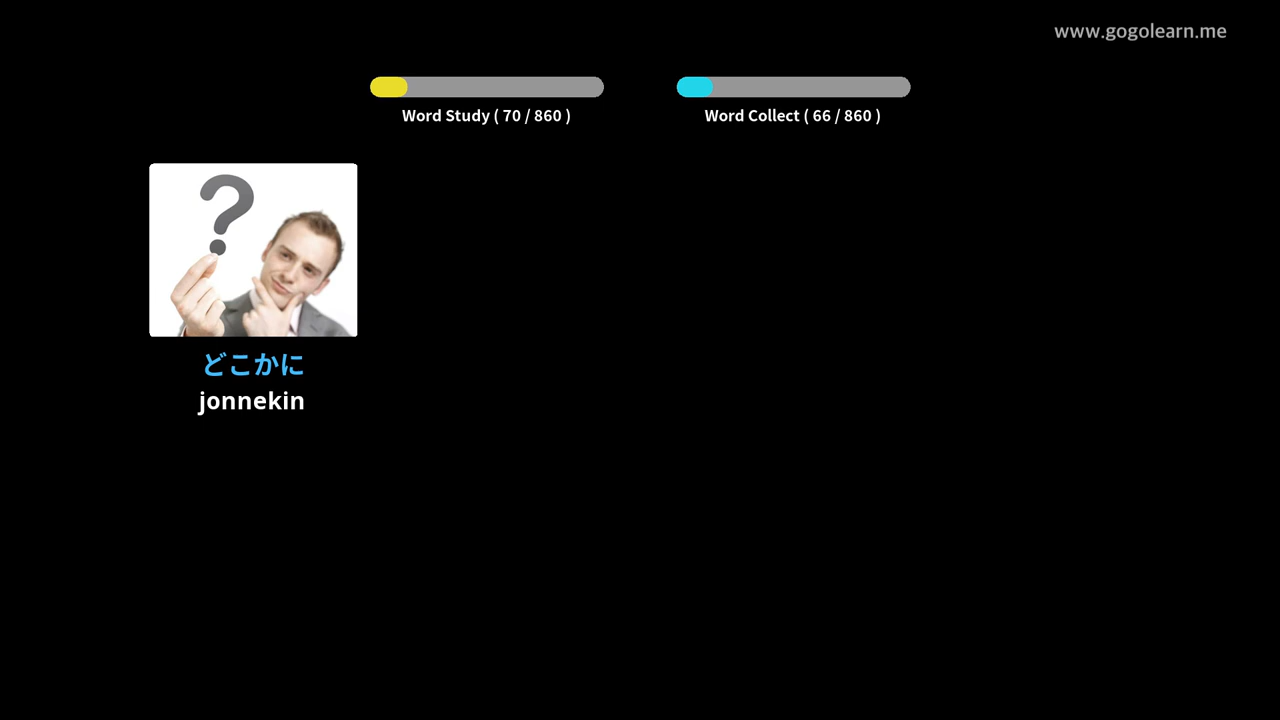 www.gogolearn.me
Word Study ( 70 / 860 )
Word Collect ( 66 / 860 )
?
どこかに
jonnekin